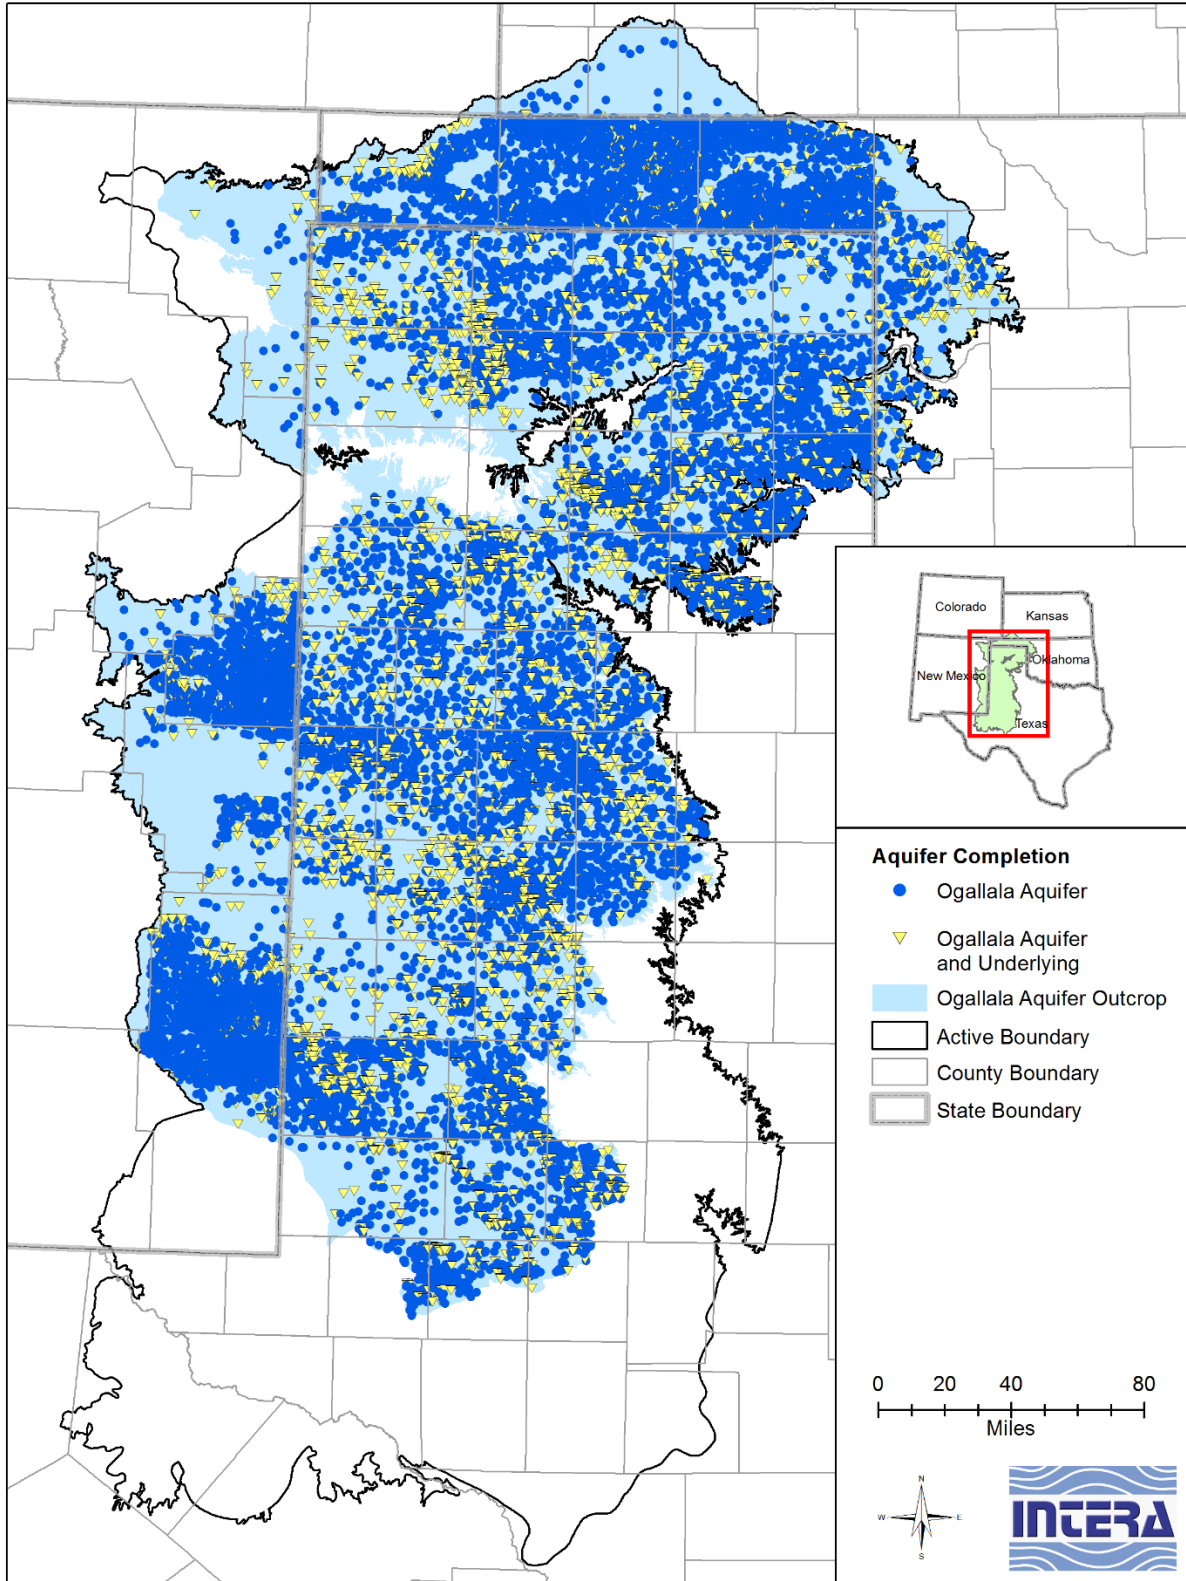 Colorado
Kansas
New Mexico
Oklahoma
Texas
Aquifer Completion
Ogallala Aquifer
Ogallala Aquifer
and Underlying
Ogallala Aquifer Outcrop
Active Boundary
County Boundary
State Boundary
0 20 40 80
Miles
N
W E
S
INTERA